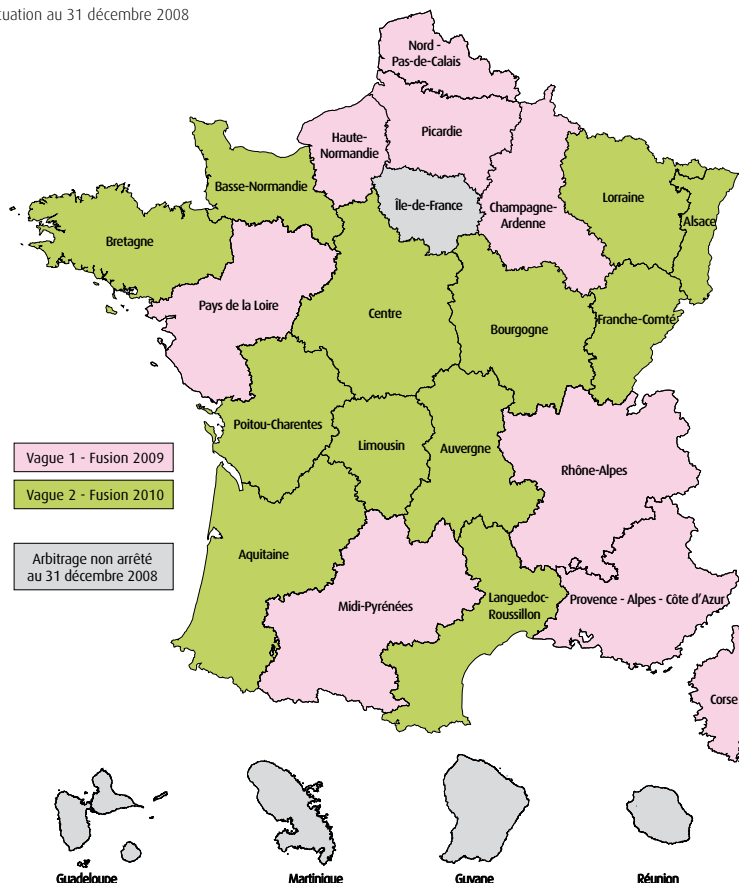 tuation au 31 décembre 2008
Nord -
Pas-de-Calais
Picardie
Haute-
Normandie
Basse-Normandie
Île-de-France
Champagne-
Ardenne
Lorraine
Alsace
Bretagne
Pays de la Loire
Centre
Bourgogne
Franche-Comté
Poitou-Charentes
Limousin
Auvergne
Rhône-Alpes
Vague 1 - Fusion 2009
Vague 2 - Fusion 2010
Arbitrage non arrêté
au 31 décembre 2008
Aquitaine
Midi-Pyrénées
Languedoc-
Roussillon
Provence - Alpes - Côte d'Azur
Corse
Guadeloupe
Martinique
Guyane
Réunion